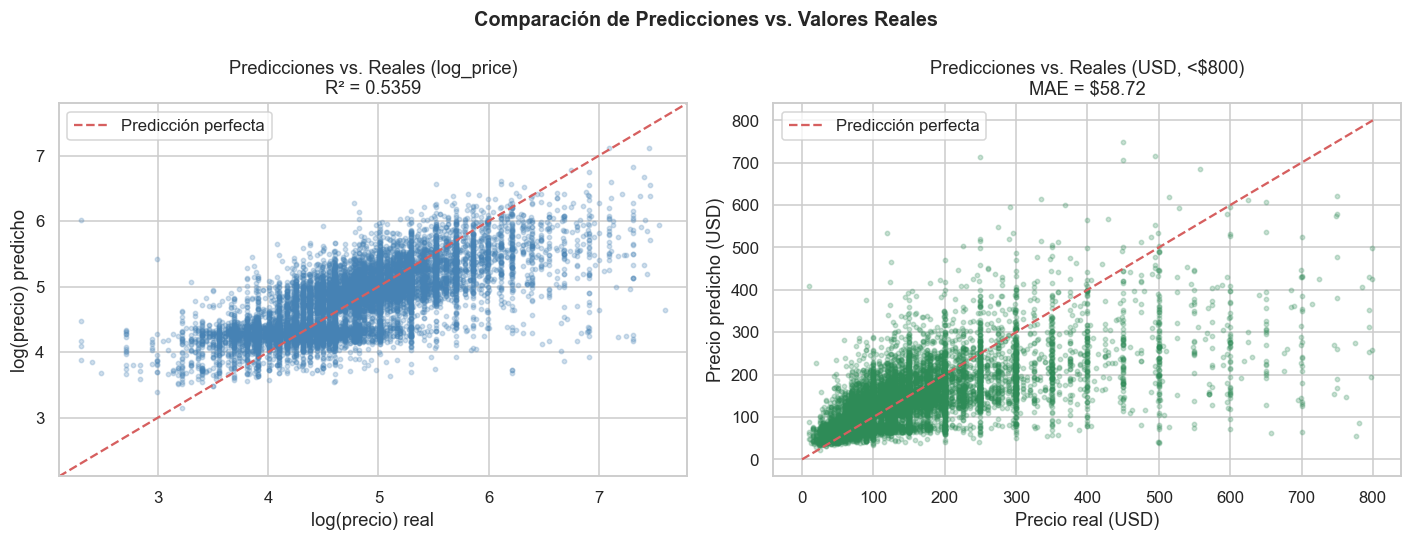 Comparación de Predicciones vs. Valores Reales
Predicciones vs. Reales (log_price)
R² = 0.5359
Predicción perfecta
log(precio) predicho
7
6
5
4
3
3 4 5 6 7
log(precio) real
Predicciones vs. Reales (USD, <$800)
MAE = $58.72
Predicción perfecta
Precio predicho (USD)
800
700
600
500
400
300
200
100
0
0 100 200 300 400 500 600 700 800
Precio real (USD)